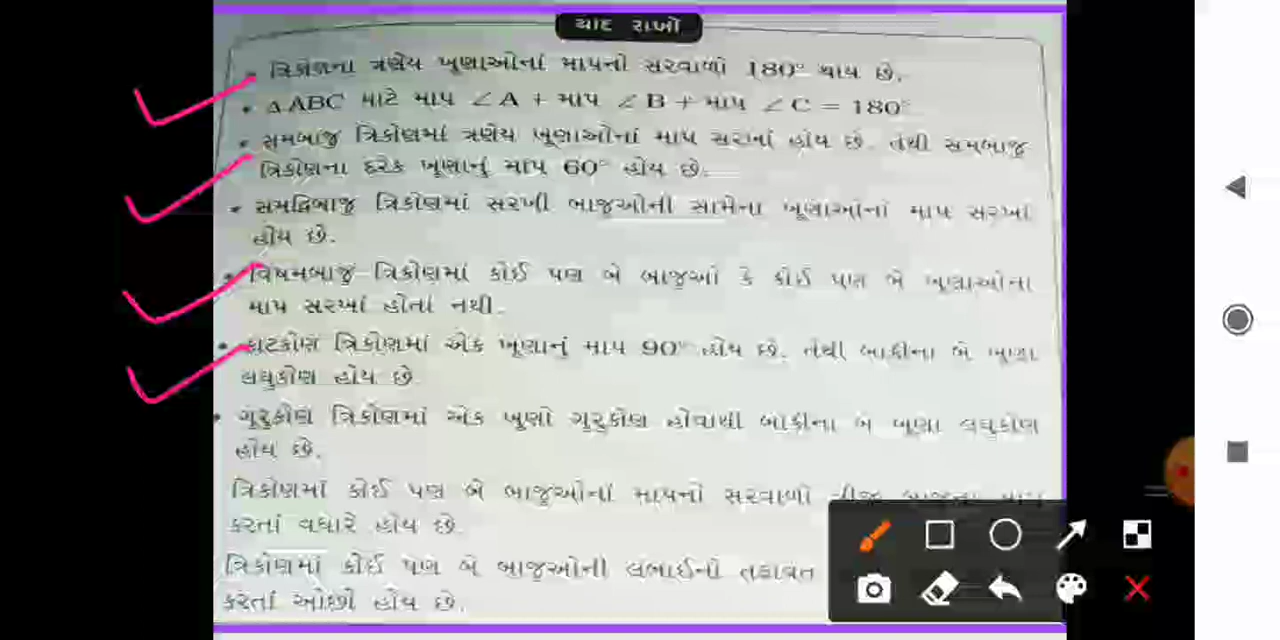 યાદ રાખો
• ત્રિકોણના ત્રણેય ખૂણાઓનાં માપનો સરવાળો 180° થાય છે.
• △ABC માટે માપ ∠A + માપ ∠B + માપ ∠C = 180°
• સમબાજુ ત્રિકોણમાં ત્રણેય ખૂણાઓનાં માપ સરખાં હોય છે. તેથી સમબાજુ
ત્રિકોણના દરેક ખૂણાનું માપ 60° હોય છે.
• સમદ્વિબાજુ ત્રિકોણમાં સરખી બાજુઓની સામેના ખૂણાઓનાં માપ સરખાં
હોય છે.
• વિષમબાજુ ત્રિકોણમાં કોઈ પણ બે બાજુઓ કે કોઈ પણ બે ખૂણાઓના
માપ સરખાં હોતાં નથી.
• કાટકોણ ત્રિકોણમાં એક ખૂણાનું માપ 90° હોય છે. તેથી બાકીના બે ખૂણા
લઘુકોણ હોય છે.
• ગુરુકોણ ત્રિકોણમાં એક ખૂણો ગુરુકોણ હોવાથી બાકીના બે ખૂણા લઘુકોણ
હોય છે.
ત્રિકોણમાં કોઈ પણ બે બાજુઓનાં માપનો સરવાળો ત્રીજી બાજુના માપ
કરતાં વધારે હોય છે.
ત્રિકોણમાં કોઈ પણ બે બાજુઓની લંબાઈનો તફાવત
કરતાં ઓછો હોય છે.